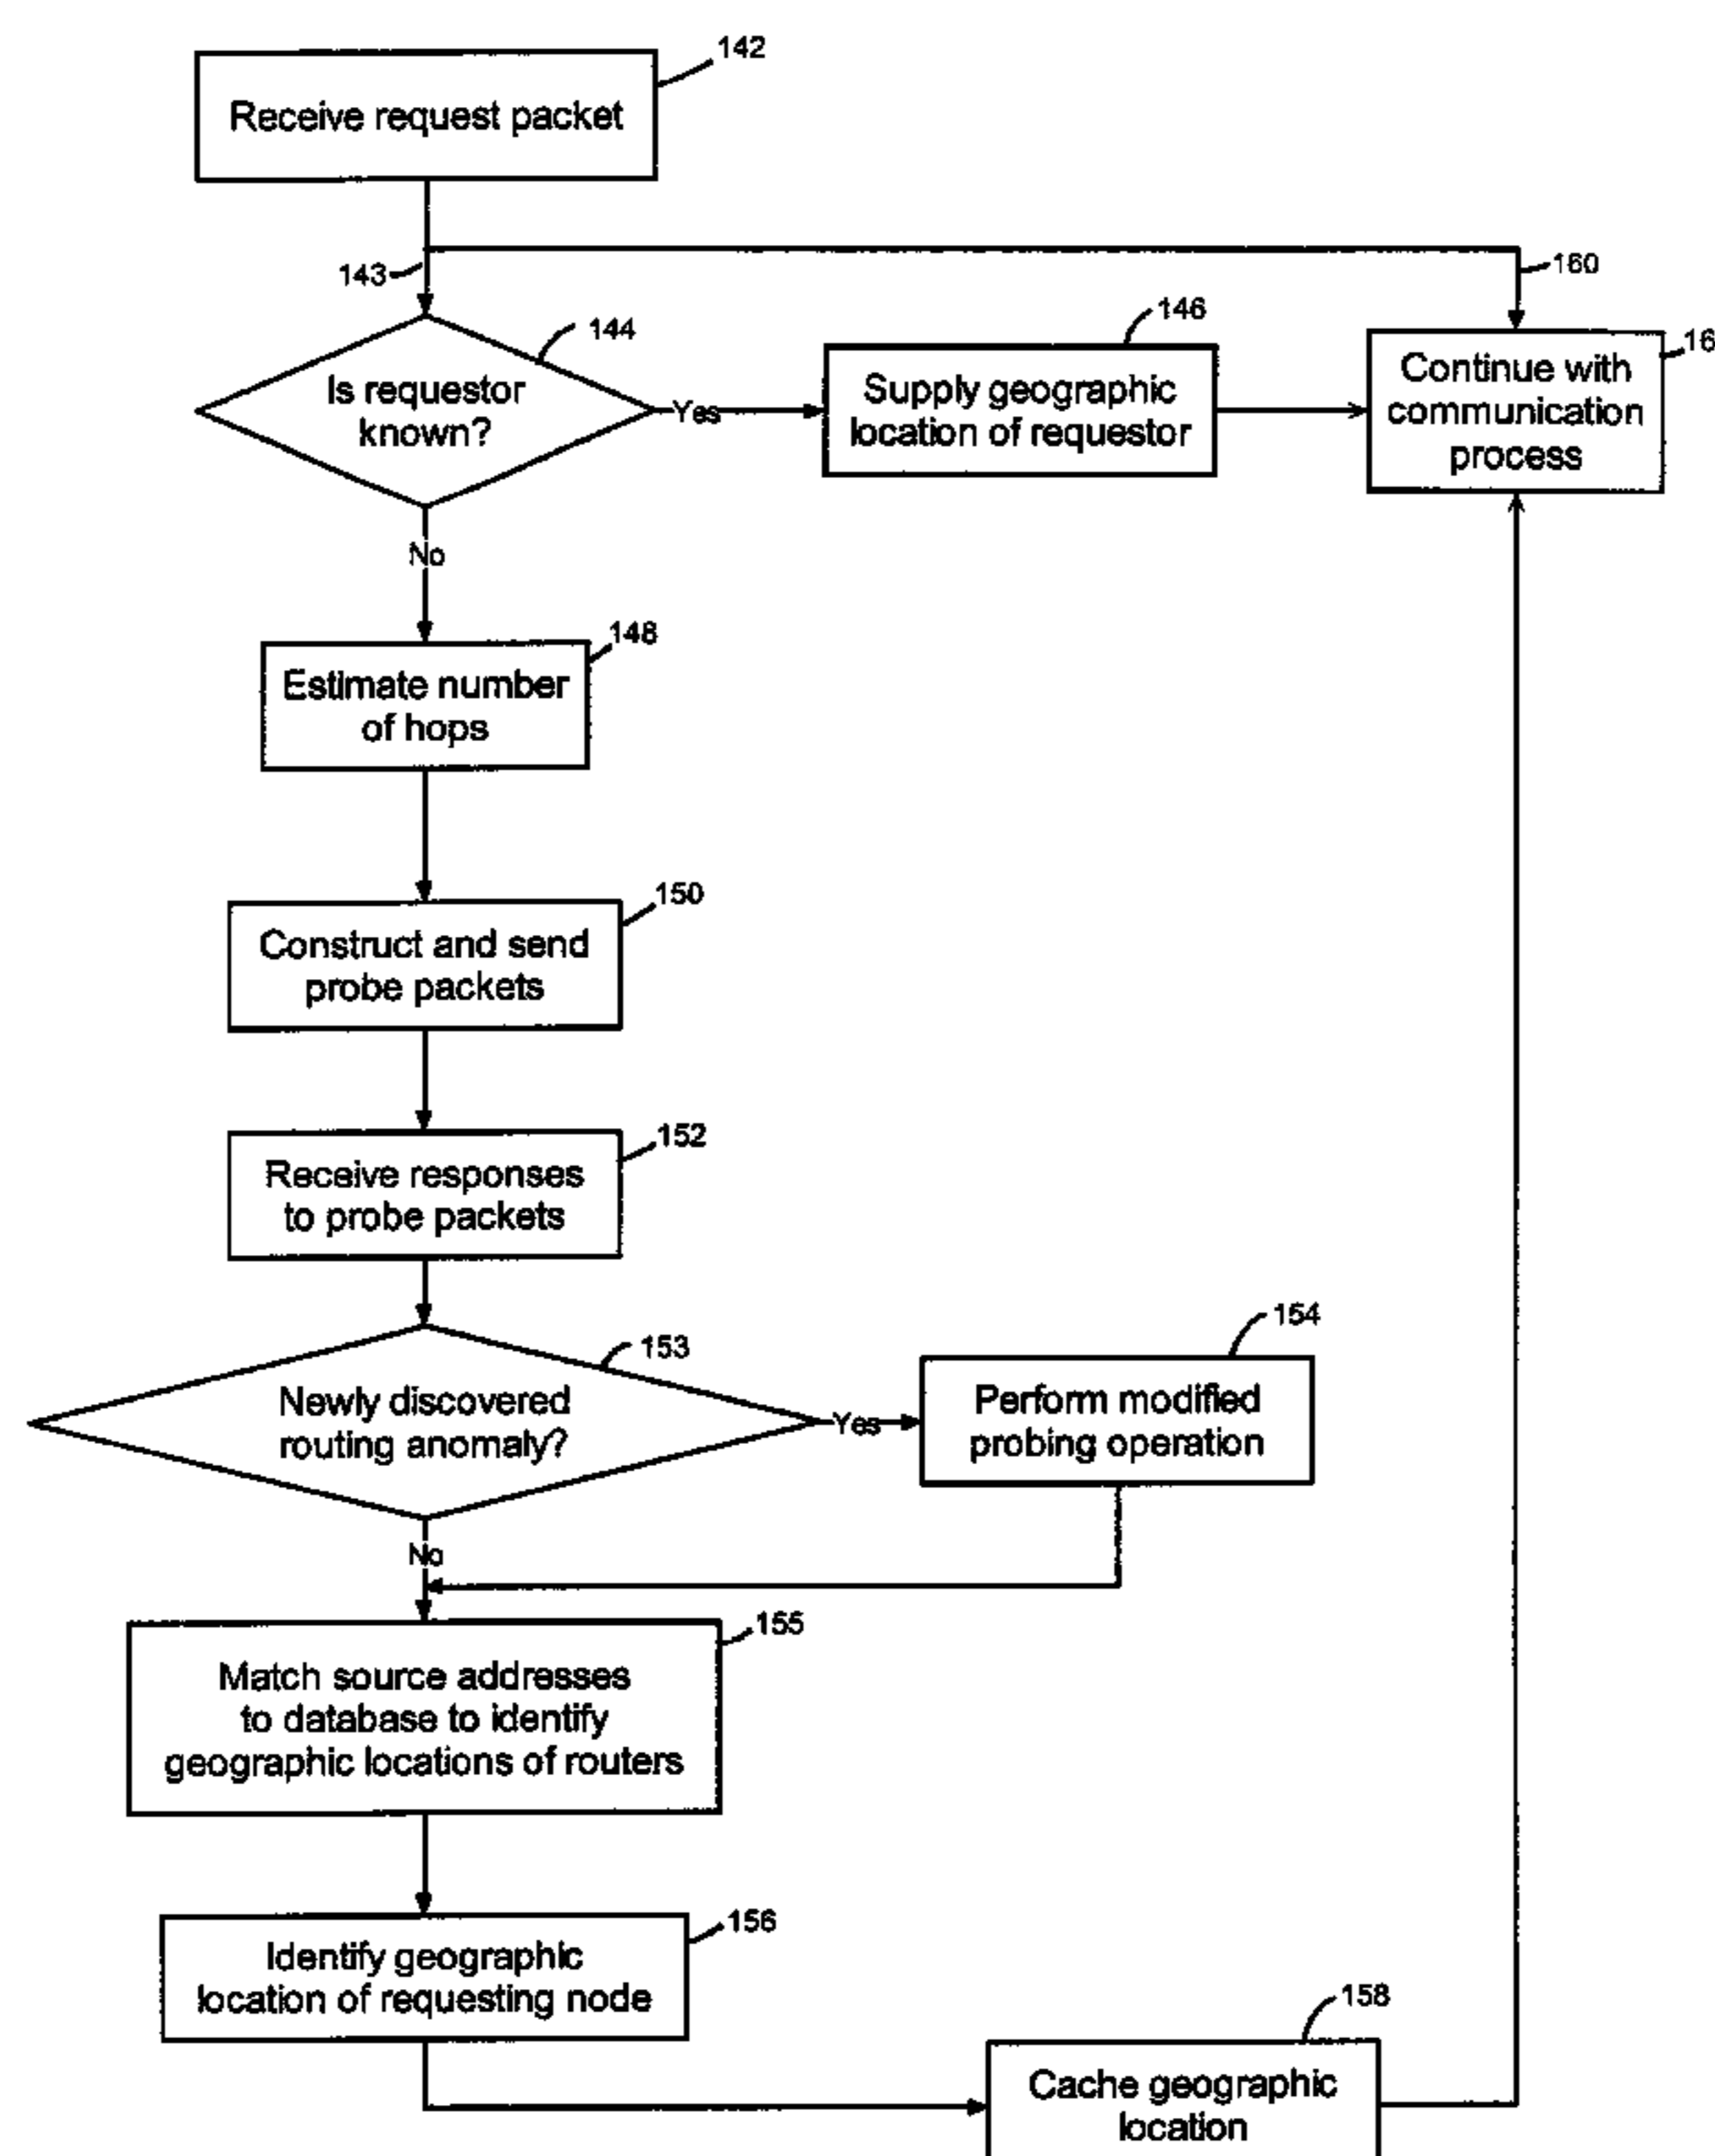 142
Receive request packet
143
160
144
Is requestor
known?
Yes
146
Supply geographic
location of requestor
16
Continue with
communication
process
No
148
Estimate number
of hops
150
Construct and send
probe packets
152
Receive responses
to probe packets
153
Newly discovered
routing anomaly?
Yes
154
Perform modified
probing operation
No
155
Match source addresses
to database to identify
geographic locations of routers
156
Identify geographic
location of requesting node
158
Cache geographic
location